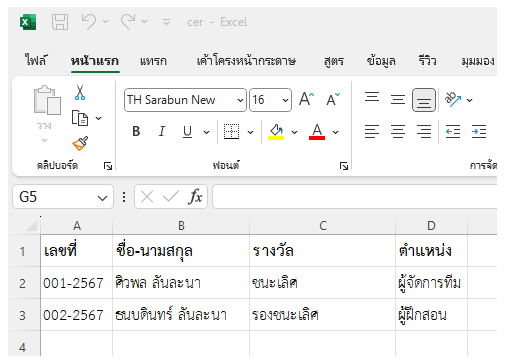 cer - Excel
ไฟล์ หน้าแรก แทรก เค้าโครงหน้ากระดาษ สูตร ข้อมูล รีวิว มุมมอง
วาง
TH Sarabun New 16 A A
B I U A
คลิปบอร์ด ฟอนต์ การจัด
G5 fx
A B C D
1 เลขที่ ชื่อ-นามสกุล รางวัล ตำแหน่ง
2 001-2567 ศิวพล ลันละนา ชนะเลิศ ผู้จัดการทีม
3 002-2567 ธนบดินทร์ ลันละนา รองชนะเลิศ ผู้ฝึกสอน
4